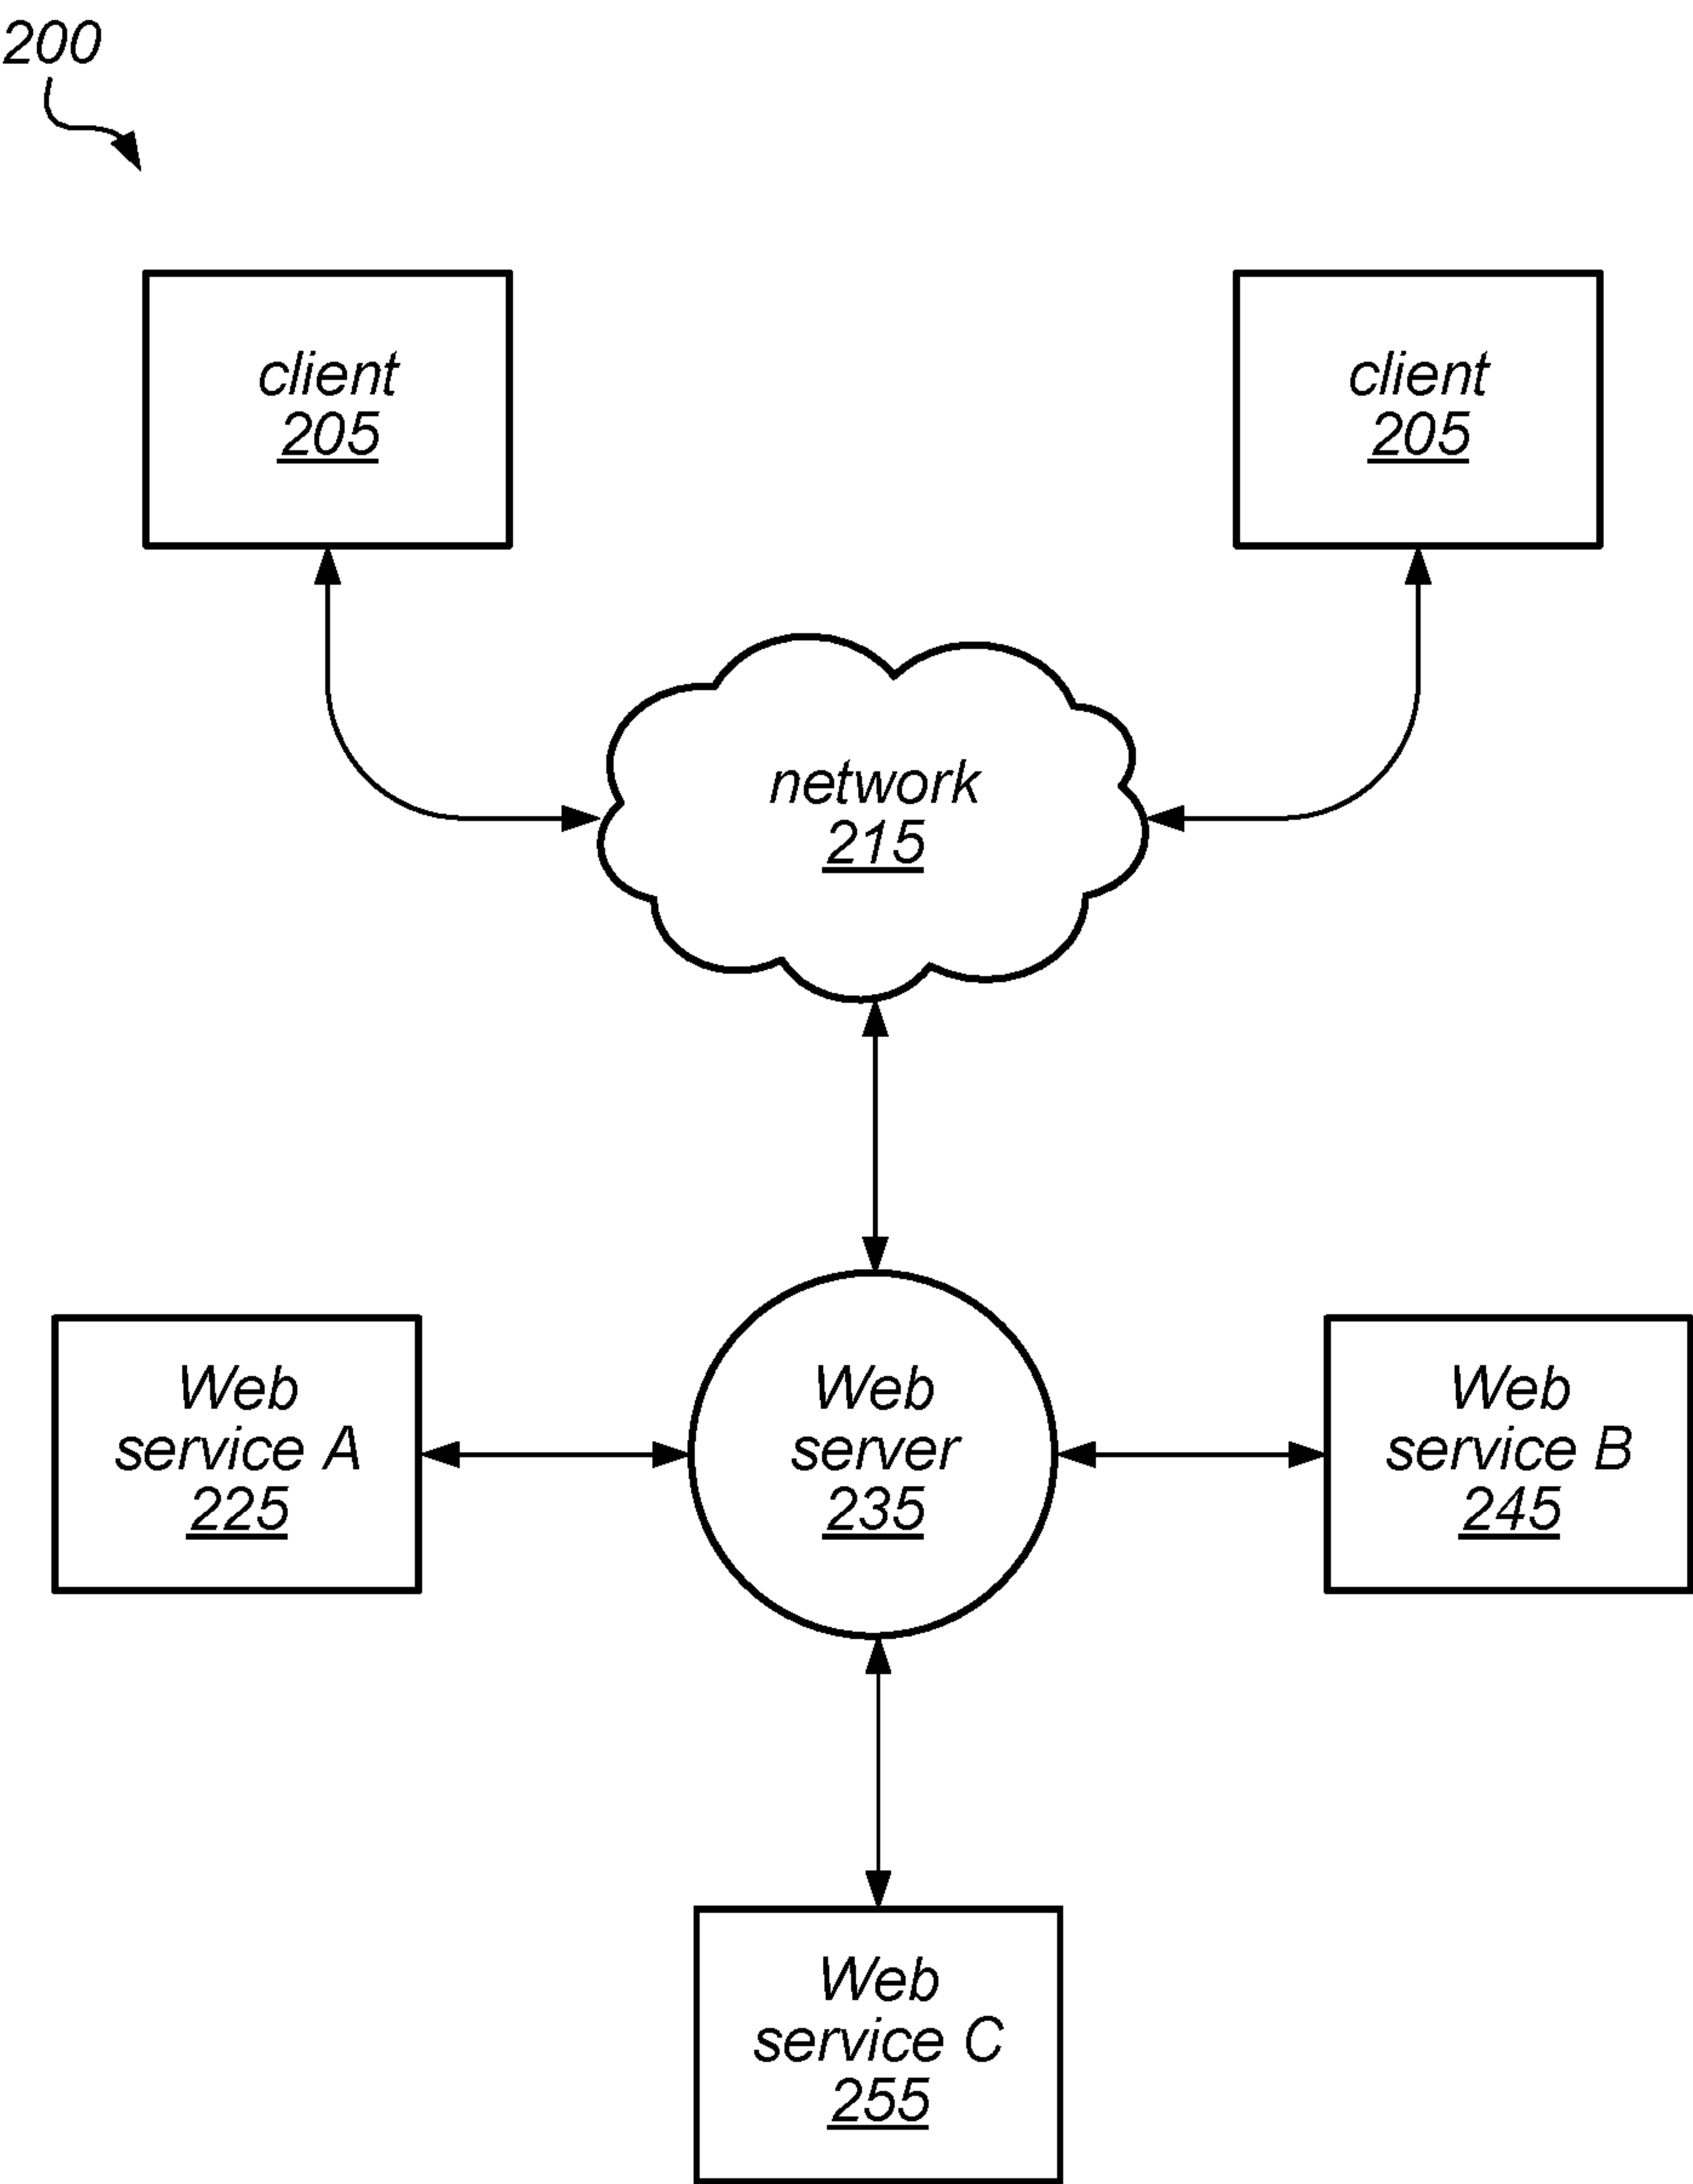 200
client
205
client
205
network
215
Web
service A
225
Web
server
235
Web
service B
245
Web
service C
255